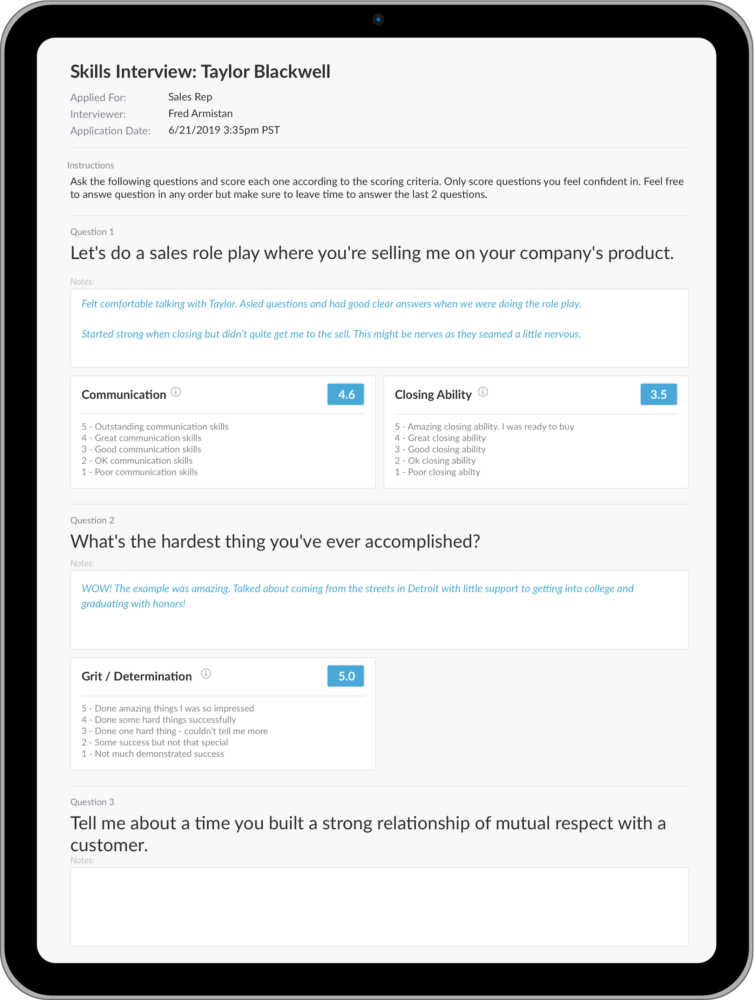 Skills Interview: Taylor Blackwell
Applied For: Sales Rep
Interviewer: Fred Armistan
Application Date: 6/21/2019 3:35pm PST
Instructions
Ask the following questions and score each one according to the scoring criteria. Only score questions you feel confident in. Feel free
to answe question in any order but make sure to leave time to answer the last 2 questions.
Question 1
Let's do a sales role play where you're selling me on your company's product.
Notes:
Felt comfortable talking with Taylor. Asled questions and had good clear answers when we were doing the role play.
Started strong when closing but didn’t quite get me to the sell. This might be nerves as they seamed a little nervous.
Communication 4.6
5 - Outstanding communication skills
4 - Great communication skills
3 - Good communication skills
2 - OK communication skills
1 - Poor communication skills
Closing Ability 3.5
5 - Amazing closing ability. I was ready to buy
4 - Great closing ability
3 - Good closing ability
2 - Ok closing ability
1 - Poor closing abilty
Question 2
What's the hardest thing you've ever accomplished?
Notes:
WOW! The example was amazing. Talked about coming from the streets in Detroit with little support to getting into college and
graduating with honors!
Grit / Determination 5.0
5 - Done amazing things I was so impressed
4 - Done some hard things successfully
3 - Done one hard thing - couldn’t tell me more
2 - Some success but not that special
1 - Not much demonstrated success
Question 3
Tell me about a time you built a strong relationship of mutual respect with a
customer.
Notes: